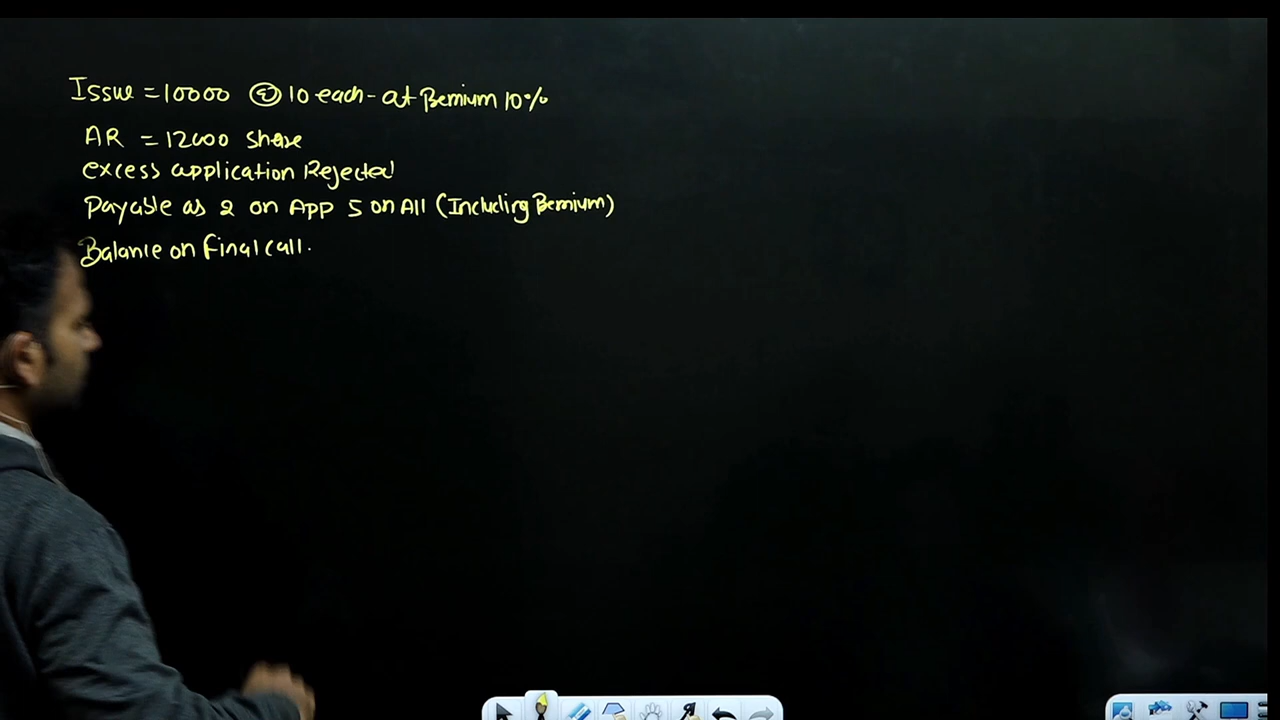 Issue = 10000 @ 10 each - at Premium 10%
AR = 12000 share
excess application Rejected
Payable as 2 on App 5 on All (Including Premium)
Balance on final call.